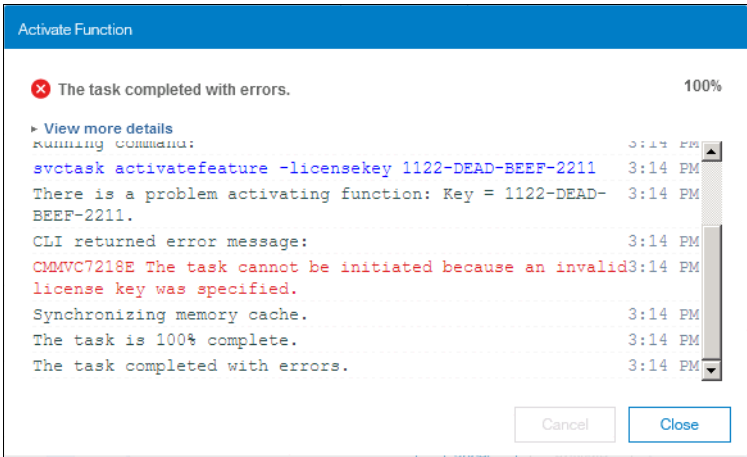 Activate Function
The task completed with errors.
100%
View more details
Running command: 3:14 PM
svctask activatefeature -licensekey 1122-DEAD-BEEF-2211 3:14 PM
There is a problem activating function: Key = 1122-DEAD- 3:14 PM
BEEF-2211.
CLI returned error message: 3:14 PM
CMMVC7218E The task cannot be initiated because an invalid 3:14 PM
license key was specified.
Synchronizing memory cache. 3:14 PM
The task is 100% complete. 3:14 PM
The task completed with errors. 3:14 PM
Cancel
Close